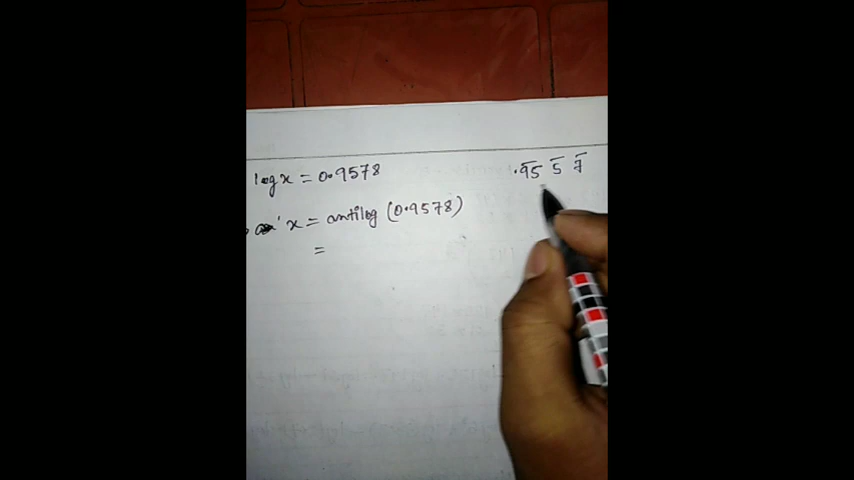 log x = 0.9578
.95 5 7
x = antilog (0.9578)
=